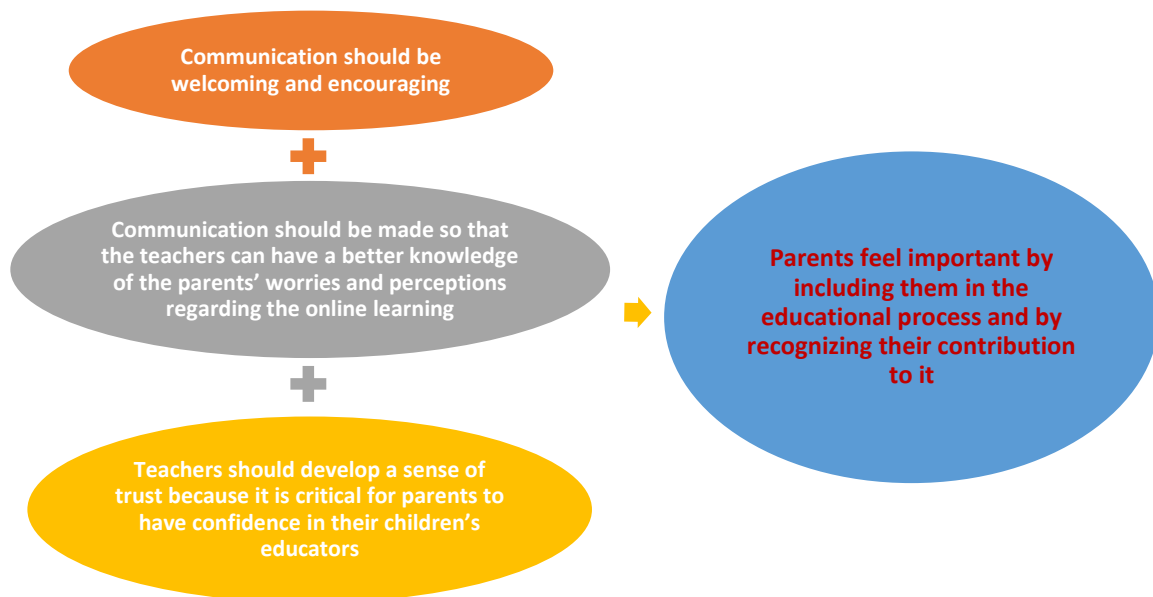 Communication should be
welcoming and encouraging
Communication should be made so that
the teachers can have a better knowledge
of the parents’ worries and perceptions
regarding the online learning
Teachers should develop a sense of
trust because it is critical for parents to
have confidence in their children’s
educators
Parents feel important by
including them in the
educational process and by
recognizing their contribution
to it